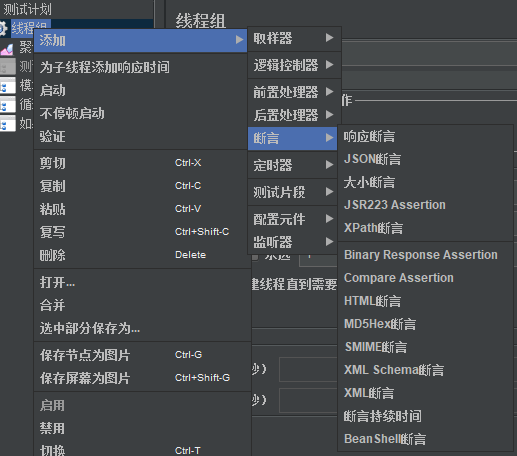 测试计划
线程组
线程组
聚
测
模
循
如
添加
为子线程添加响应时间
启动
不停顿启动
验证
剪切 Ctrl-X
复制 Ctrl-C
粘贴 Ctrl-V
复写 Ctrl+Shift-C
删除 Delete
打开...
合并
选中部分保存为...
保存节点为图片 Ctrl-G
保存屏幕为图片 Ctrl+Shift-G
启用
禁用
切换 Ctrl-T
取样器
逻辑控制器
前置处理器
后置处理器
断言
定时器
测试片段
配置元件
监听器
作
响应断言
JSON断言
大小断言
JSR223 Assertion
XPath断言
Binary Response Assertion
Compare Assertion
HTML断言
MD5Hex断言
SMIME断言
XML Schema断言
XML断言
断言持续时间
BeanShell断言
建线程直到需要
秒）
秒）